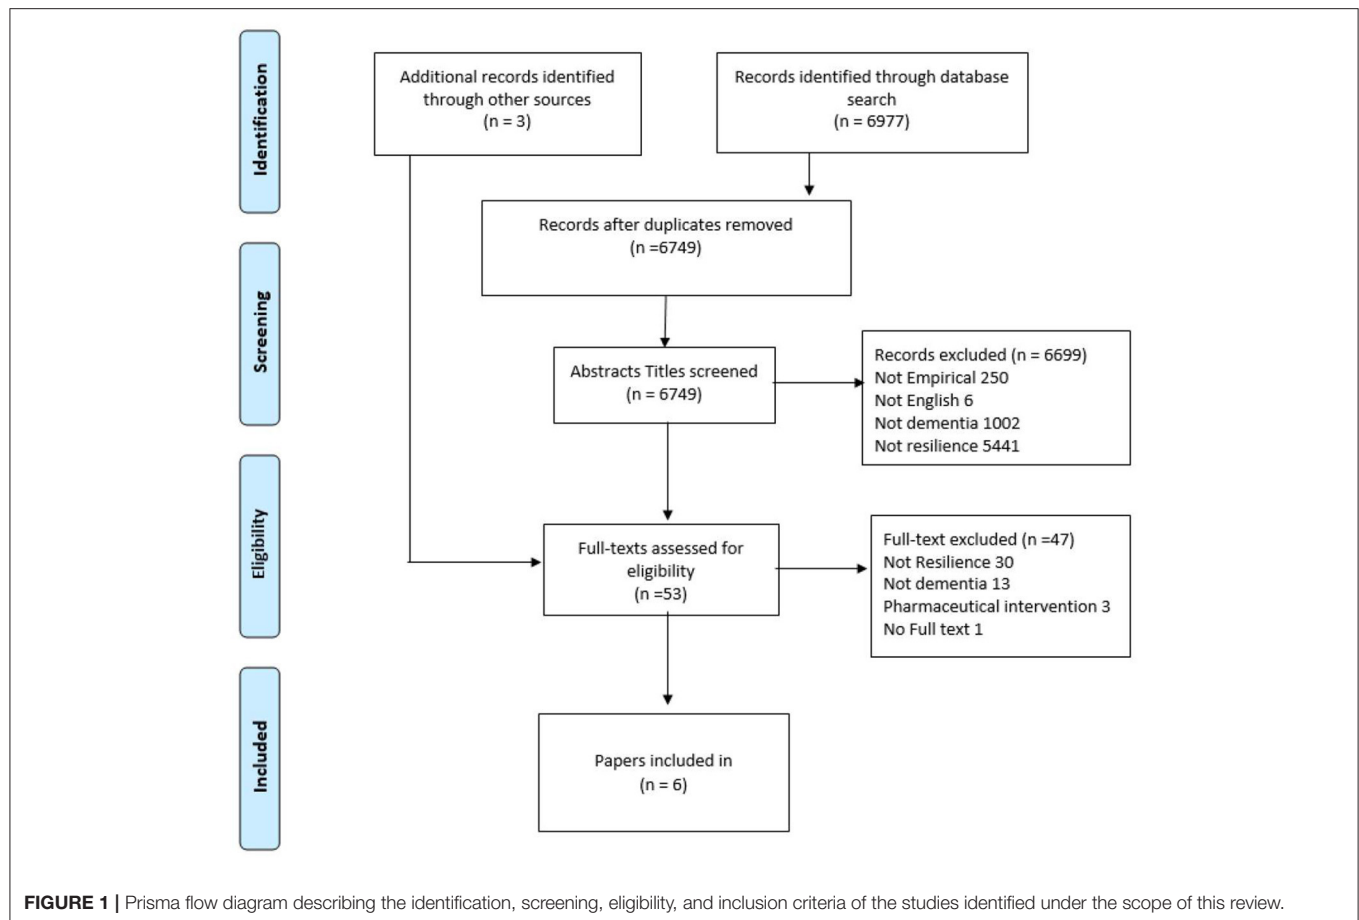 Identification
Additional records identified
through other sources
(n = 3)
Records identified through database
search
(n = 6977)
Records after duplicates removed
(n =6749)
Screening
Abstracts Titles screened
(n = 6749)
Records excluded (n = 6699)
Not Empirical 250
Not English 6
Not dementia 1002
Not resilience 5441
Eligibility
Full-texts assessed for
eligibility
(n =53)
Full-text excluded (n =47)
Not Resilience 30
Not dementia 13
Pharmaceutical intervention 3
No Full text 1
Included
Papers included in
(n = 6)
FIGURE 1 | Prisma flow diagram describing the identification, screening, eligibility, and inclusion criteria of the studies identified under the scope of this review.